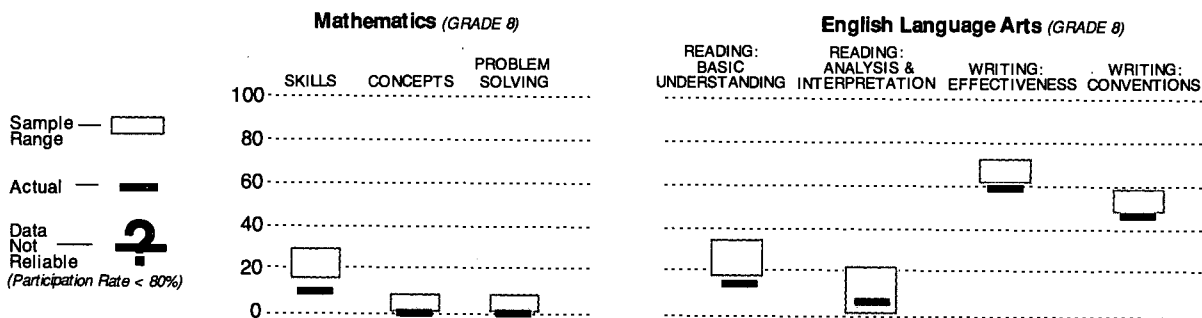 Mathematics (GRADE 8)
SKILLS
CONCEPTS
PROBLEM
SOLVING
100
80
60
40
20
0
Sample
Range
Actual
Data
Not
Reliable
?
(Participation Rate < 80%)
English Language Arts (GRADE 8)
READING:
BASIC
UNDERSTANDING
READING:
ANALYSIS &
INTERPRETATION
WRITING:
EFFECTIVENESS
WRITING:
CONVENTIONS